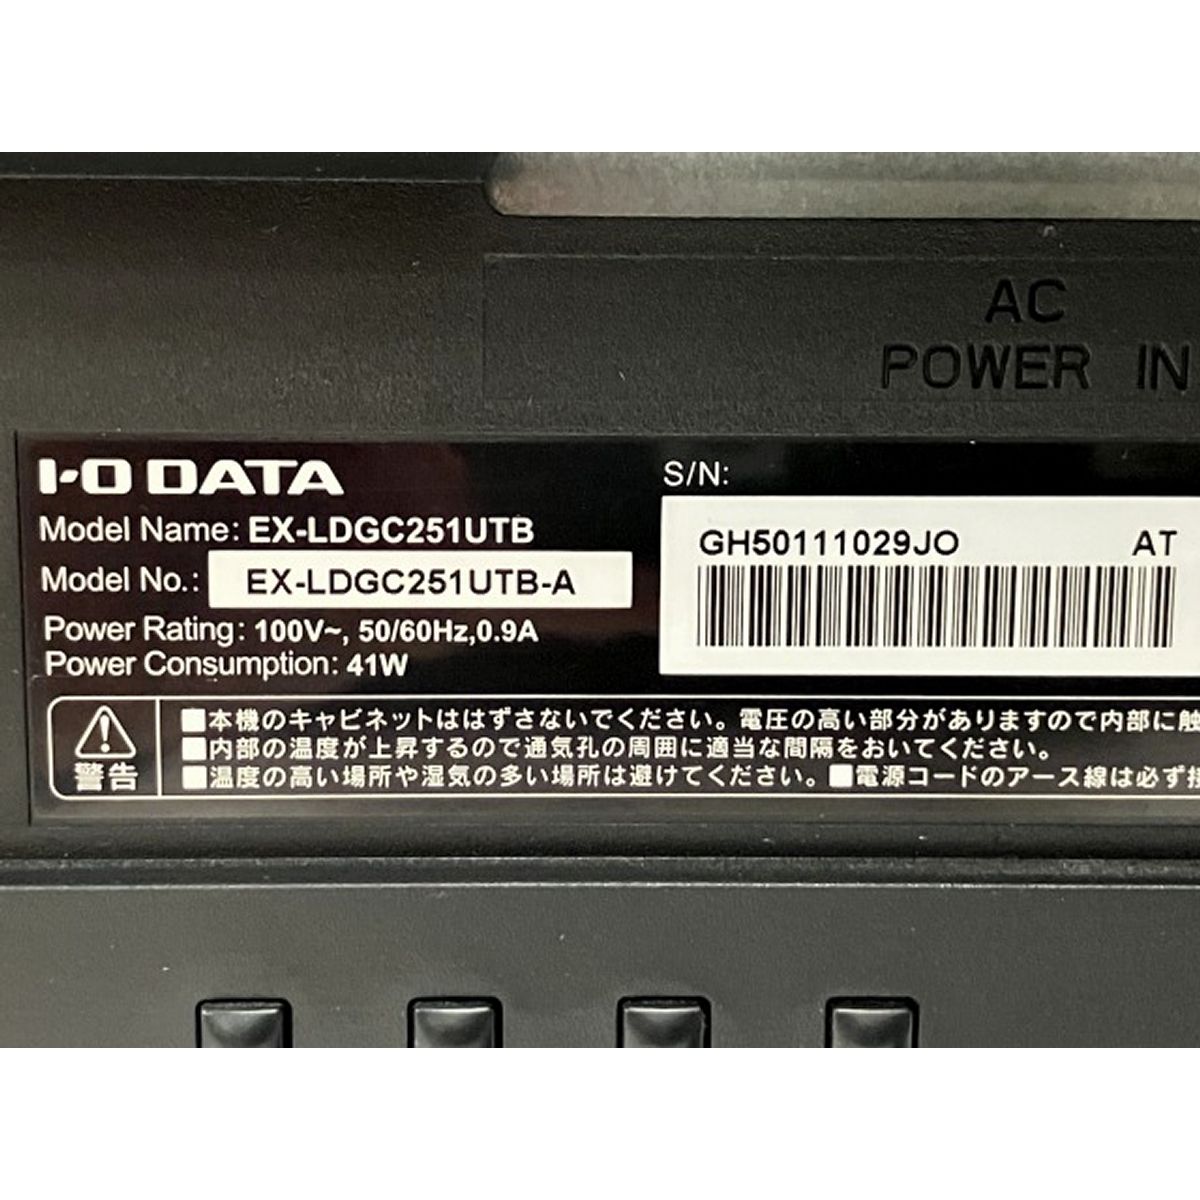 AC
POWER IN
I-O DATA
Model Name: EX-LDGC251UTB
Model No.: EX-LDGC251UTB-A
Power Rating: 100V~, 50/60Hz,0.9A
Power Consumption: 41W
S/N:
GH50111029JO AT
警告
■本機のキャビネットははずさないでください。電圧の高い部分がありますので内部に触
■内部の温度が上昇するので通気孔の周囲に適当な間隔をおいてください。
■温度の高い場所や湿気の多い場所は避けてください。■電源コードのアース線は必ず接